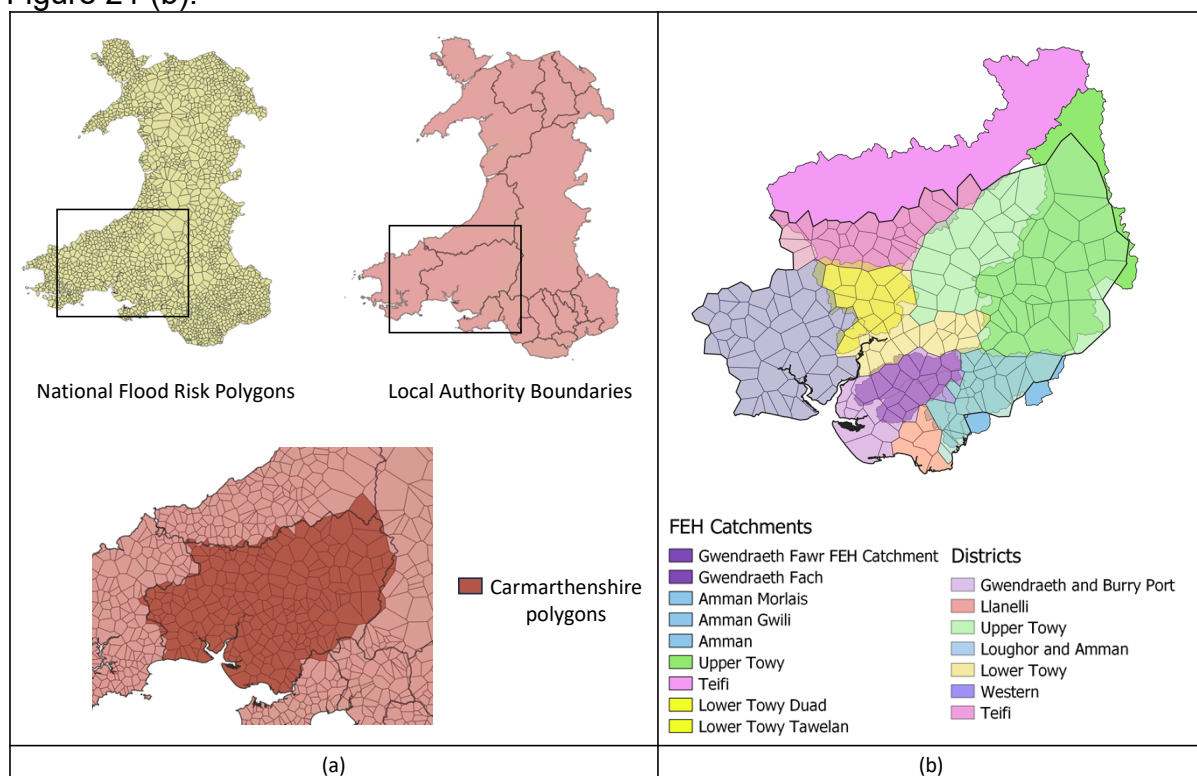 Figure 21 (b).
National Flood Risk Polygons
Local Authority Boundaries
Carmarthenshire
polygons
(a)
FEH Catchments
Gwendraeth Fawr FEH Catchment
Gwendraeth Fach
Amman Morlais
Amman Gwili
Amman
Upper Towy
Teifi
Lower Towy Duad
Lower Towy Tawelan
Districts
Gwendraeth and Burry Port
Llanelli
Upper Towy
Loughor and Amman
Lower Towy
Western
Teifi
(b)